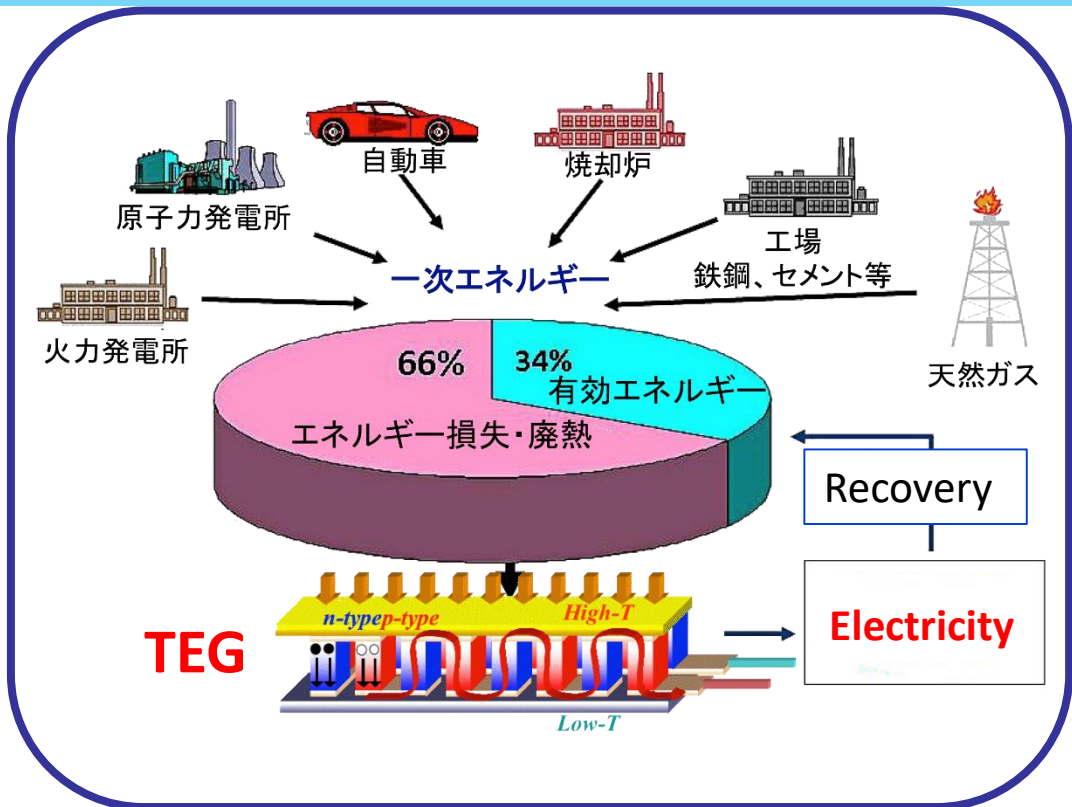 自動車
焼却炉
原子力発電所
工場
鉄鋼、セメント等
一次エネルギー
火力発電所
天然ガス
66%
34%
有効エネルギー
エネルギー損失・廃熱
Recovery
n-typep-type
High-T
TEG
Electricity
Low-T